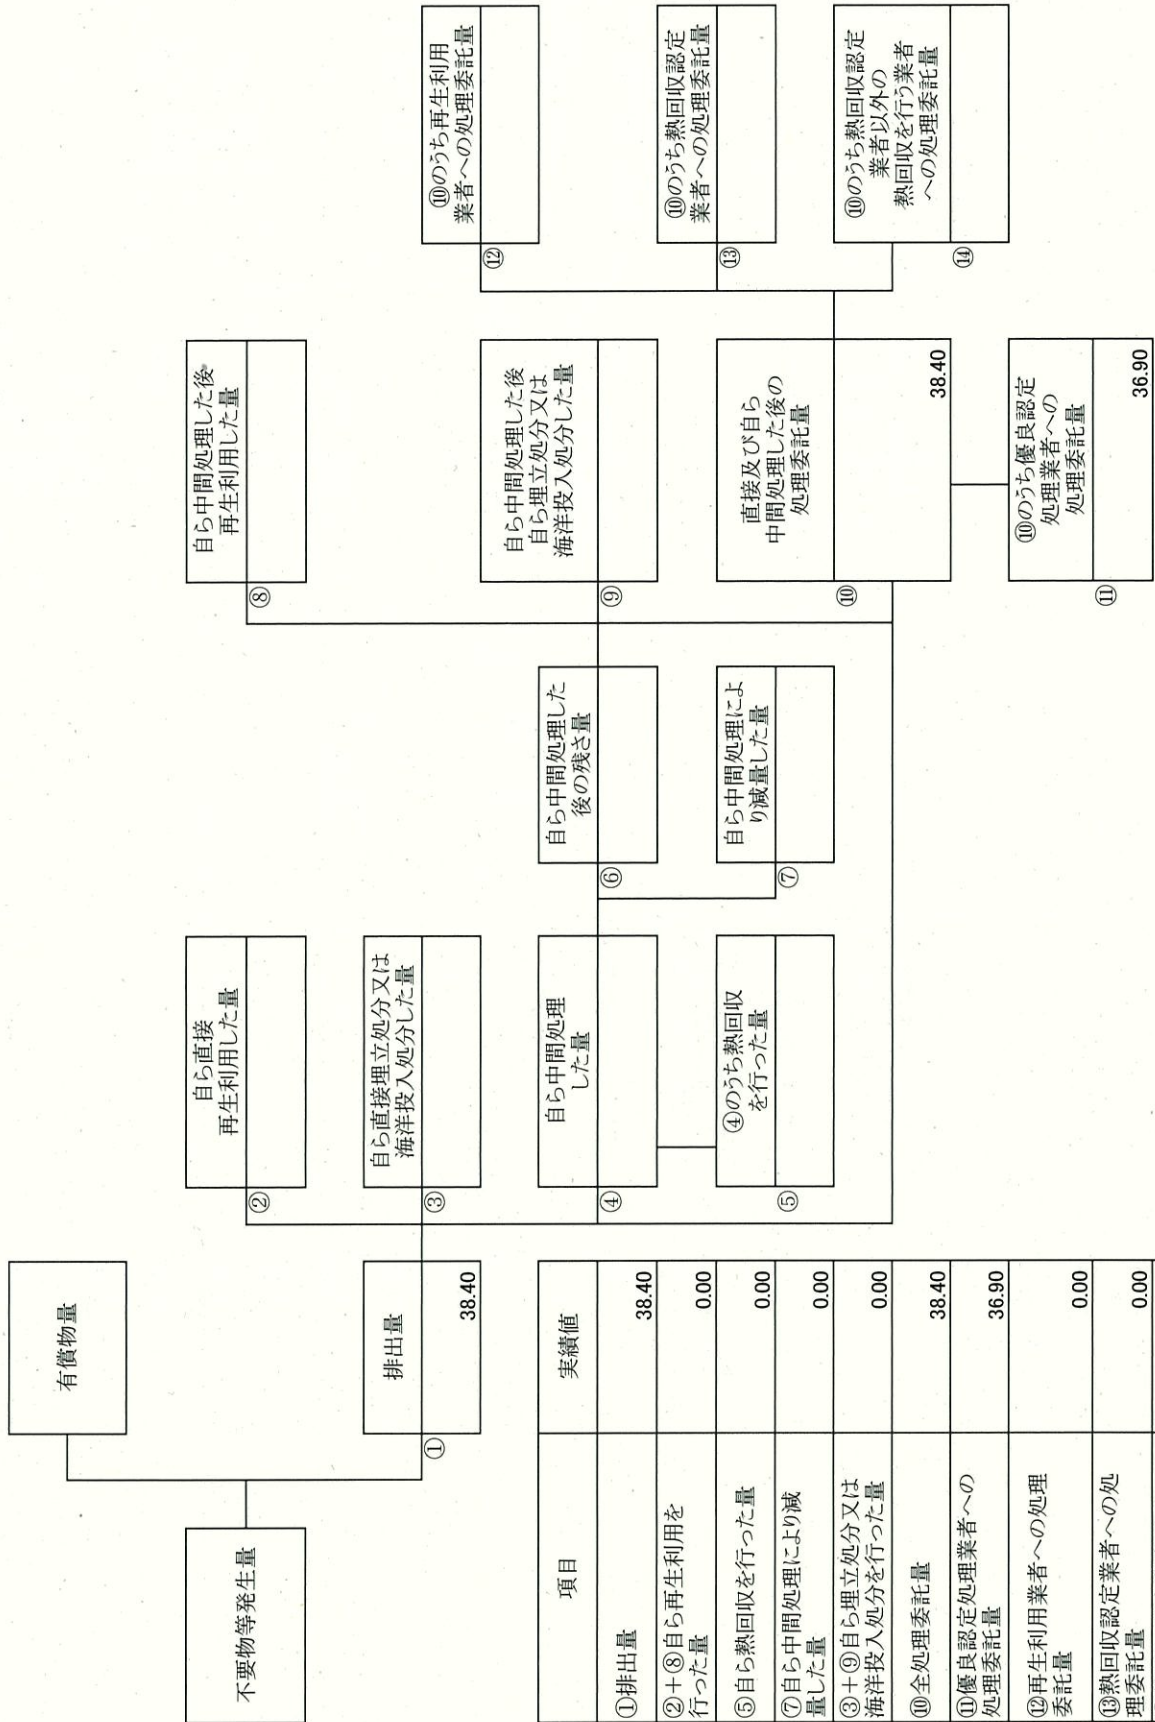 有償物量
不要物等発生量
排出量
①
38.40
自ら直接
再生利用した量
②
自ら直接埋立処分又は
海洋投入処分した量
③
自ら中間処理
した量
④
④のうち熱回収
を行った量
⑤
自ら中間処理した
後の残さ量
⑥
自ら中間処理によ
り減量した量
⑦
自ら中間処理した後
再生利用した量
⑧
自ら中間処理した後
自ら埋立処分又は
海洋投入処分した量
⑨
直接及び自ら
中間処理した後の
処理委託量
⑩
38.40
⑩のうち優良認定
処理業者への
処理委託量
⑪
36.90
⑩のうち再生利用
業者への処理委託量
⑫
⑩のうち熱回収認定
業者への処理委託量
⑬
⑩のうち熱回収認定
業者以外の
熱回収を行う業者
への処理委託量
⑭
項目 実績値
①排出量 38.40
②+⑧自ら再生利用を
行った量 0.00
⑤自ら熱回収を行った量 0.00
⑦自ら中間処理により減
量した量 0.00
③+⑨自ら埋立処分又は
海洋投入処分を行った量 0.00
⑩全処理委託量 38.40
⑪優良認定処理業者への
処理委託量 36.90
⑫再生利用業者への処理
委託量 0.00
⑬熱回収認定業者への処
理委託量 0.00